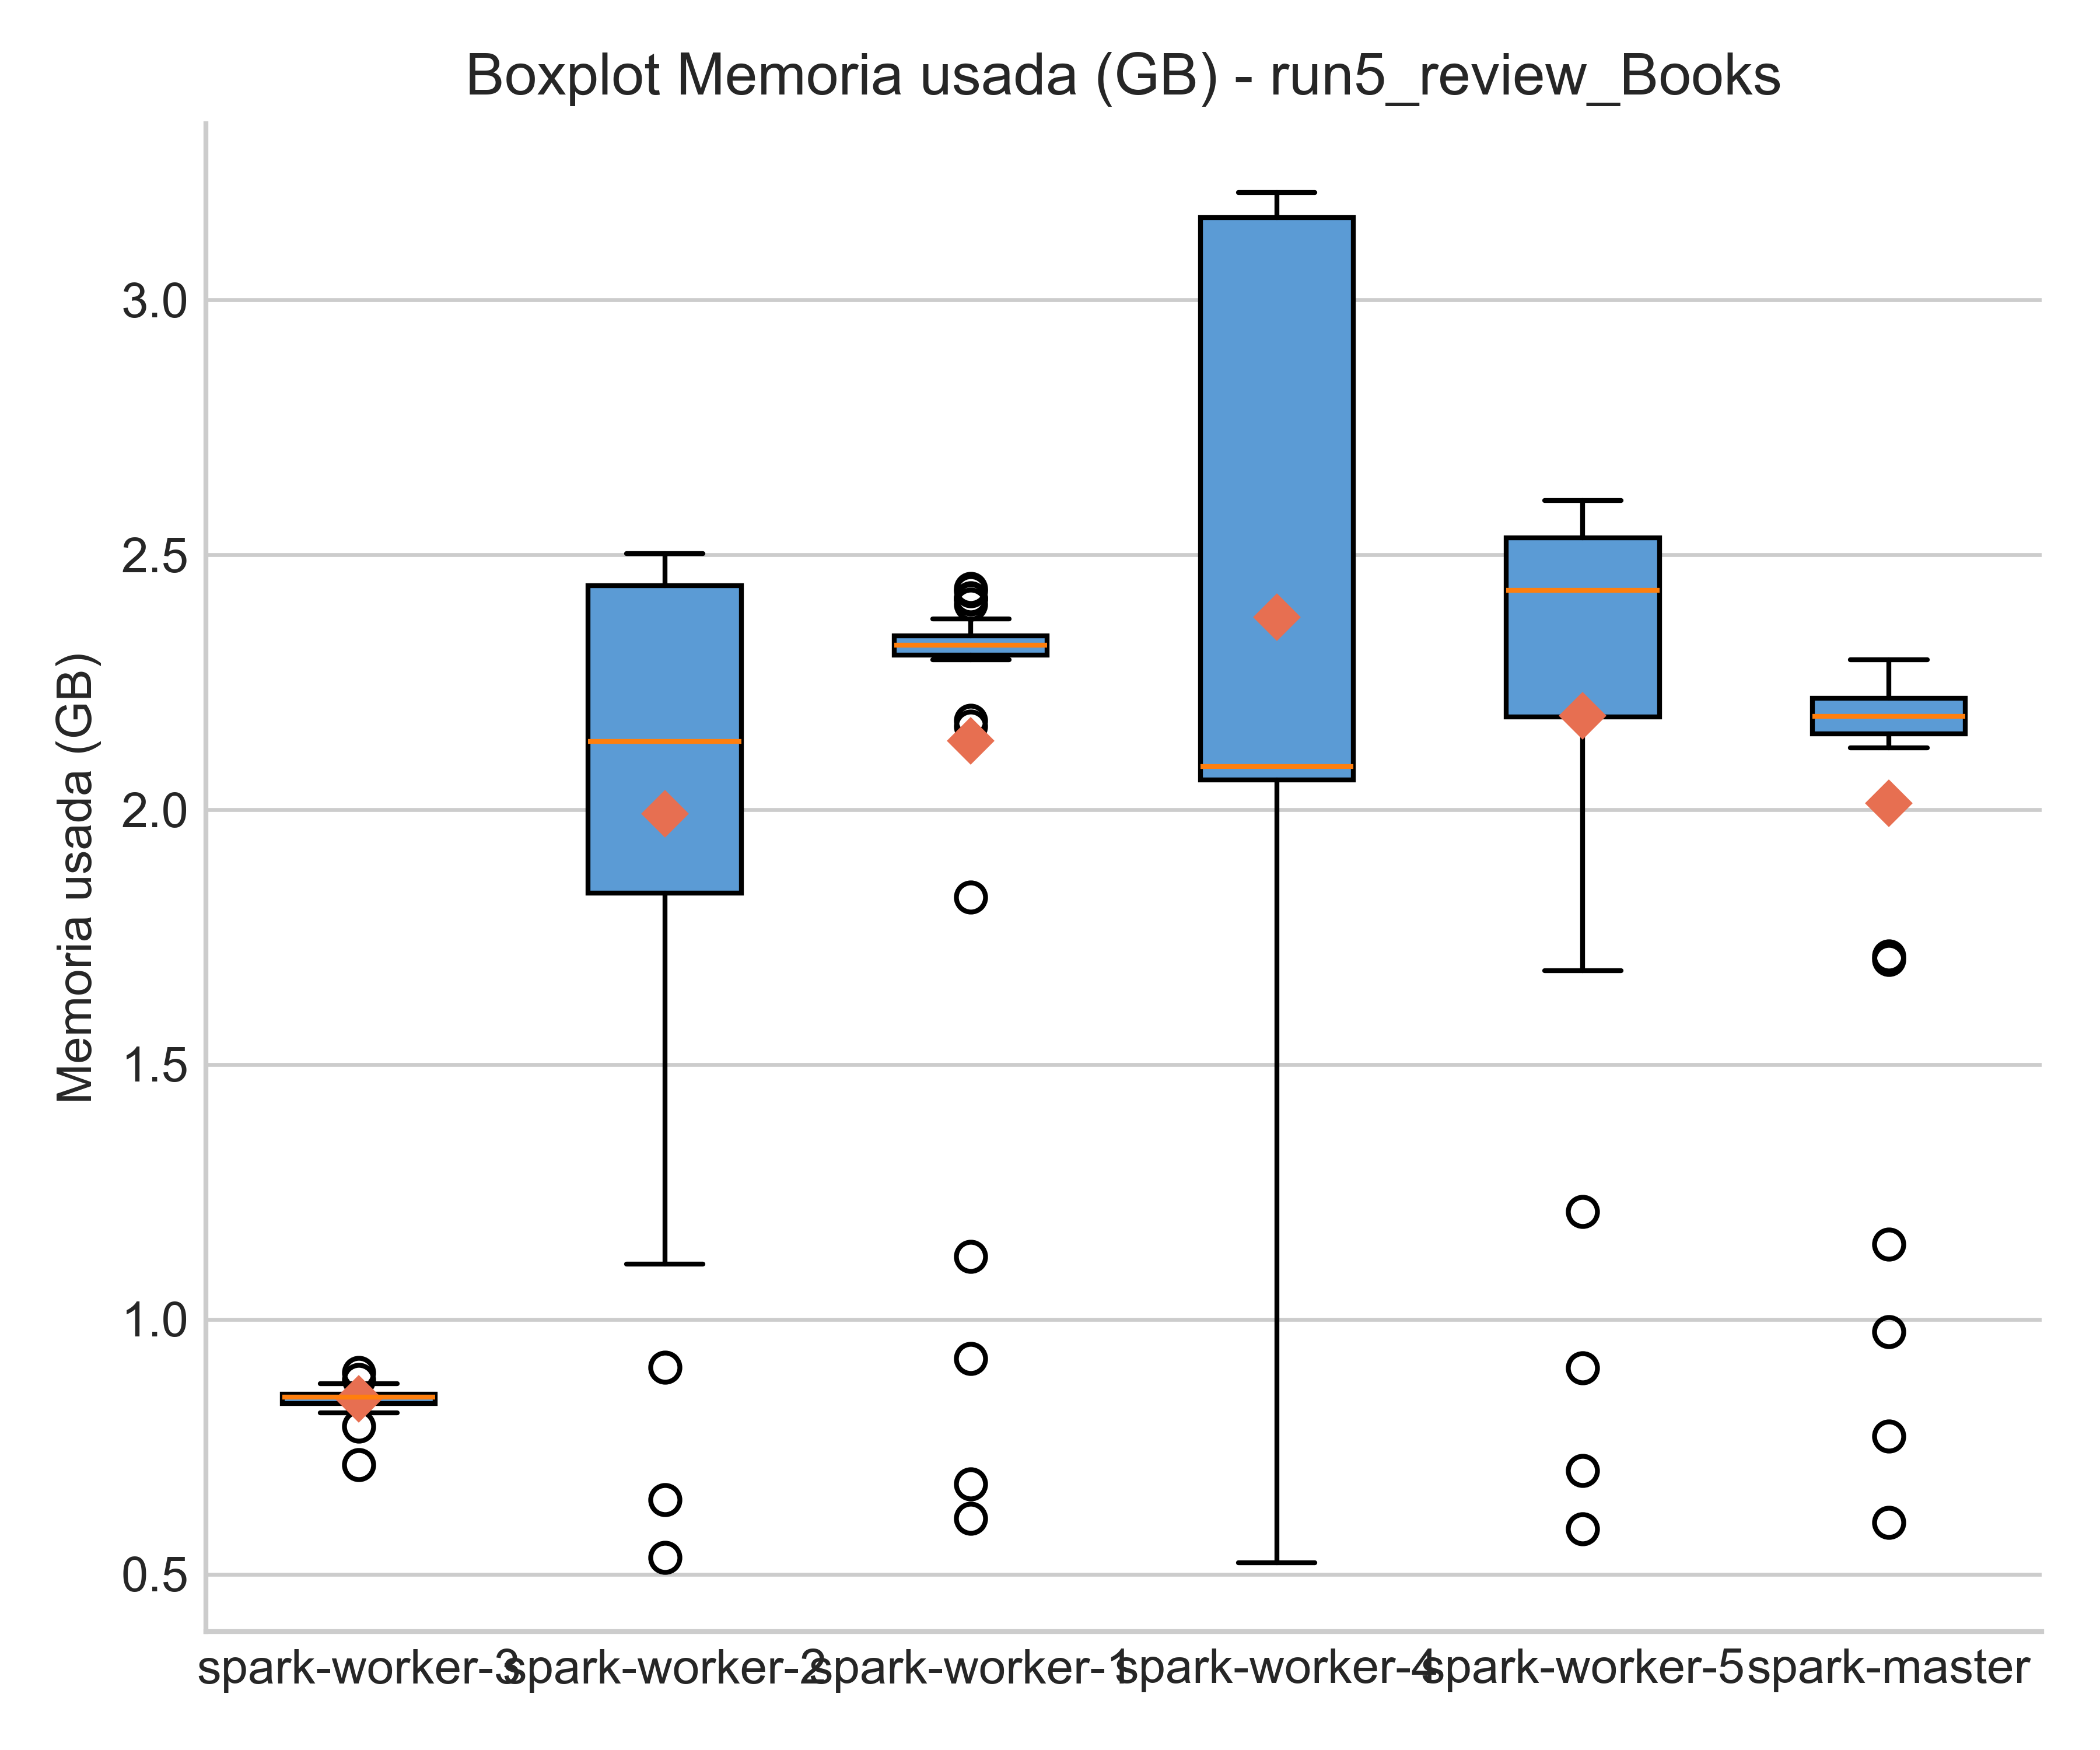 Boxplot Memoria usada (GB) - run5_review_Books
Memoria usada (GB)
3.0
2.5
2.0
1.5
1.0
0.5
spark-worker-3 spark-worker-2 spark-worker-1 spark-worker-4 spark-worker-5 spark-master